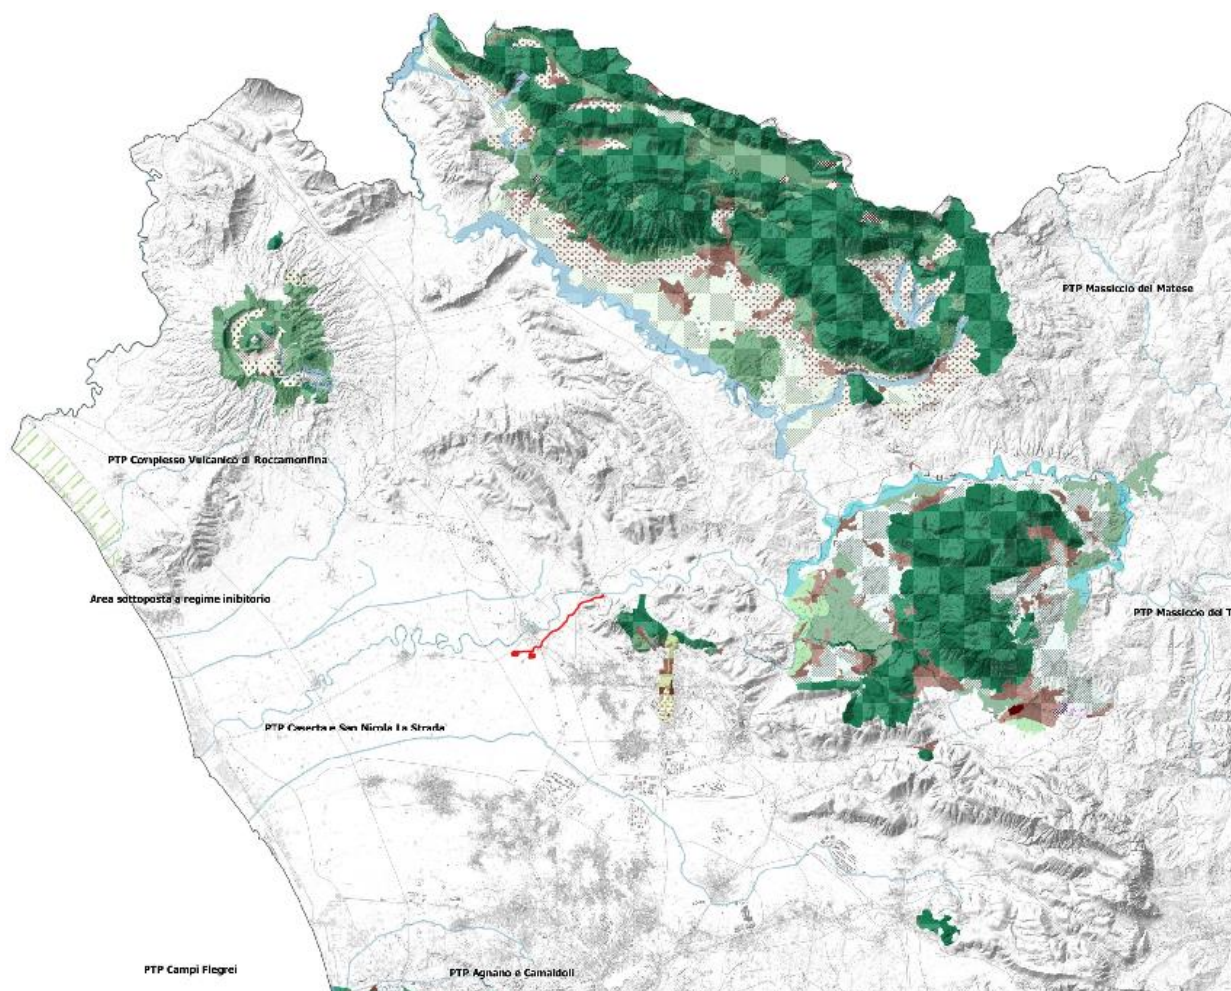 PTP Massiccio del Matese
PTP Complesso Vulcanico di Roccamonfina
Area sottoposta a regime inibitorio
PTP Massiccio del T
PTP Caserta e San Nicola La Strada
PTP Campi Flegrei
PTP Agnano e Camaldoli